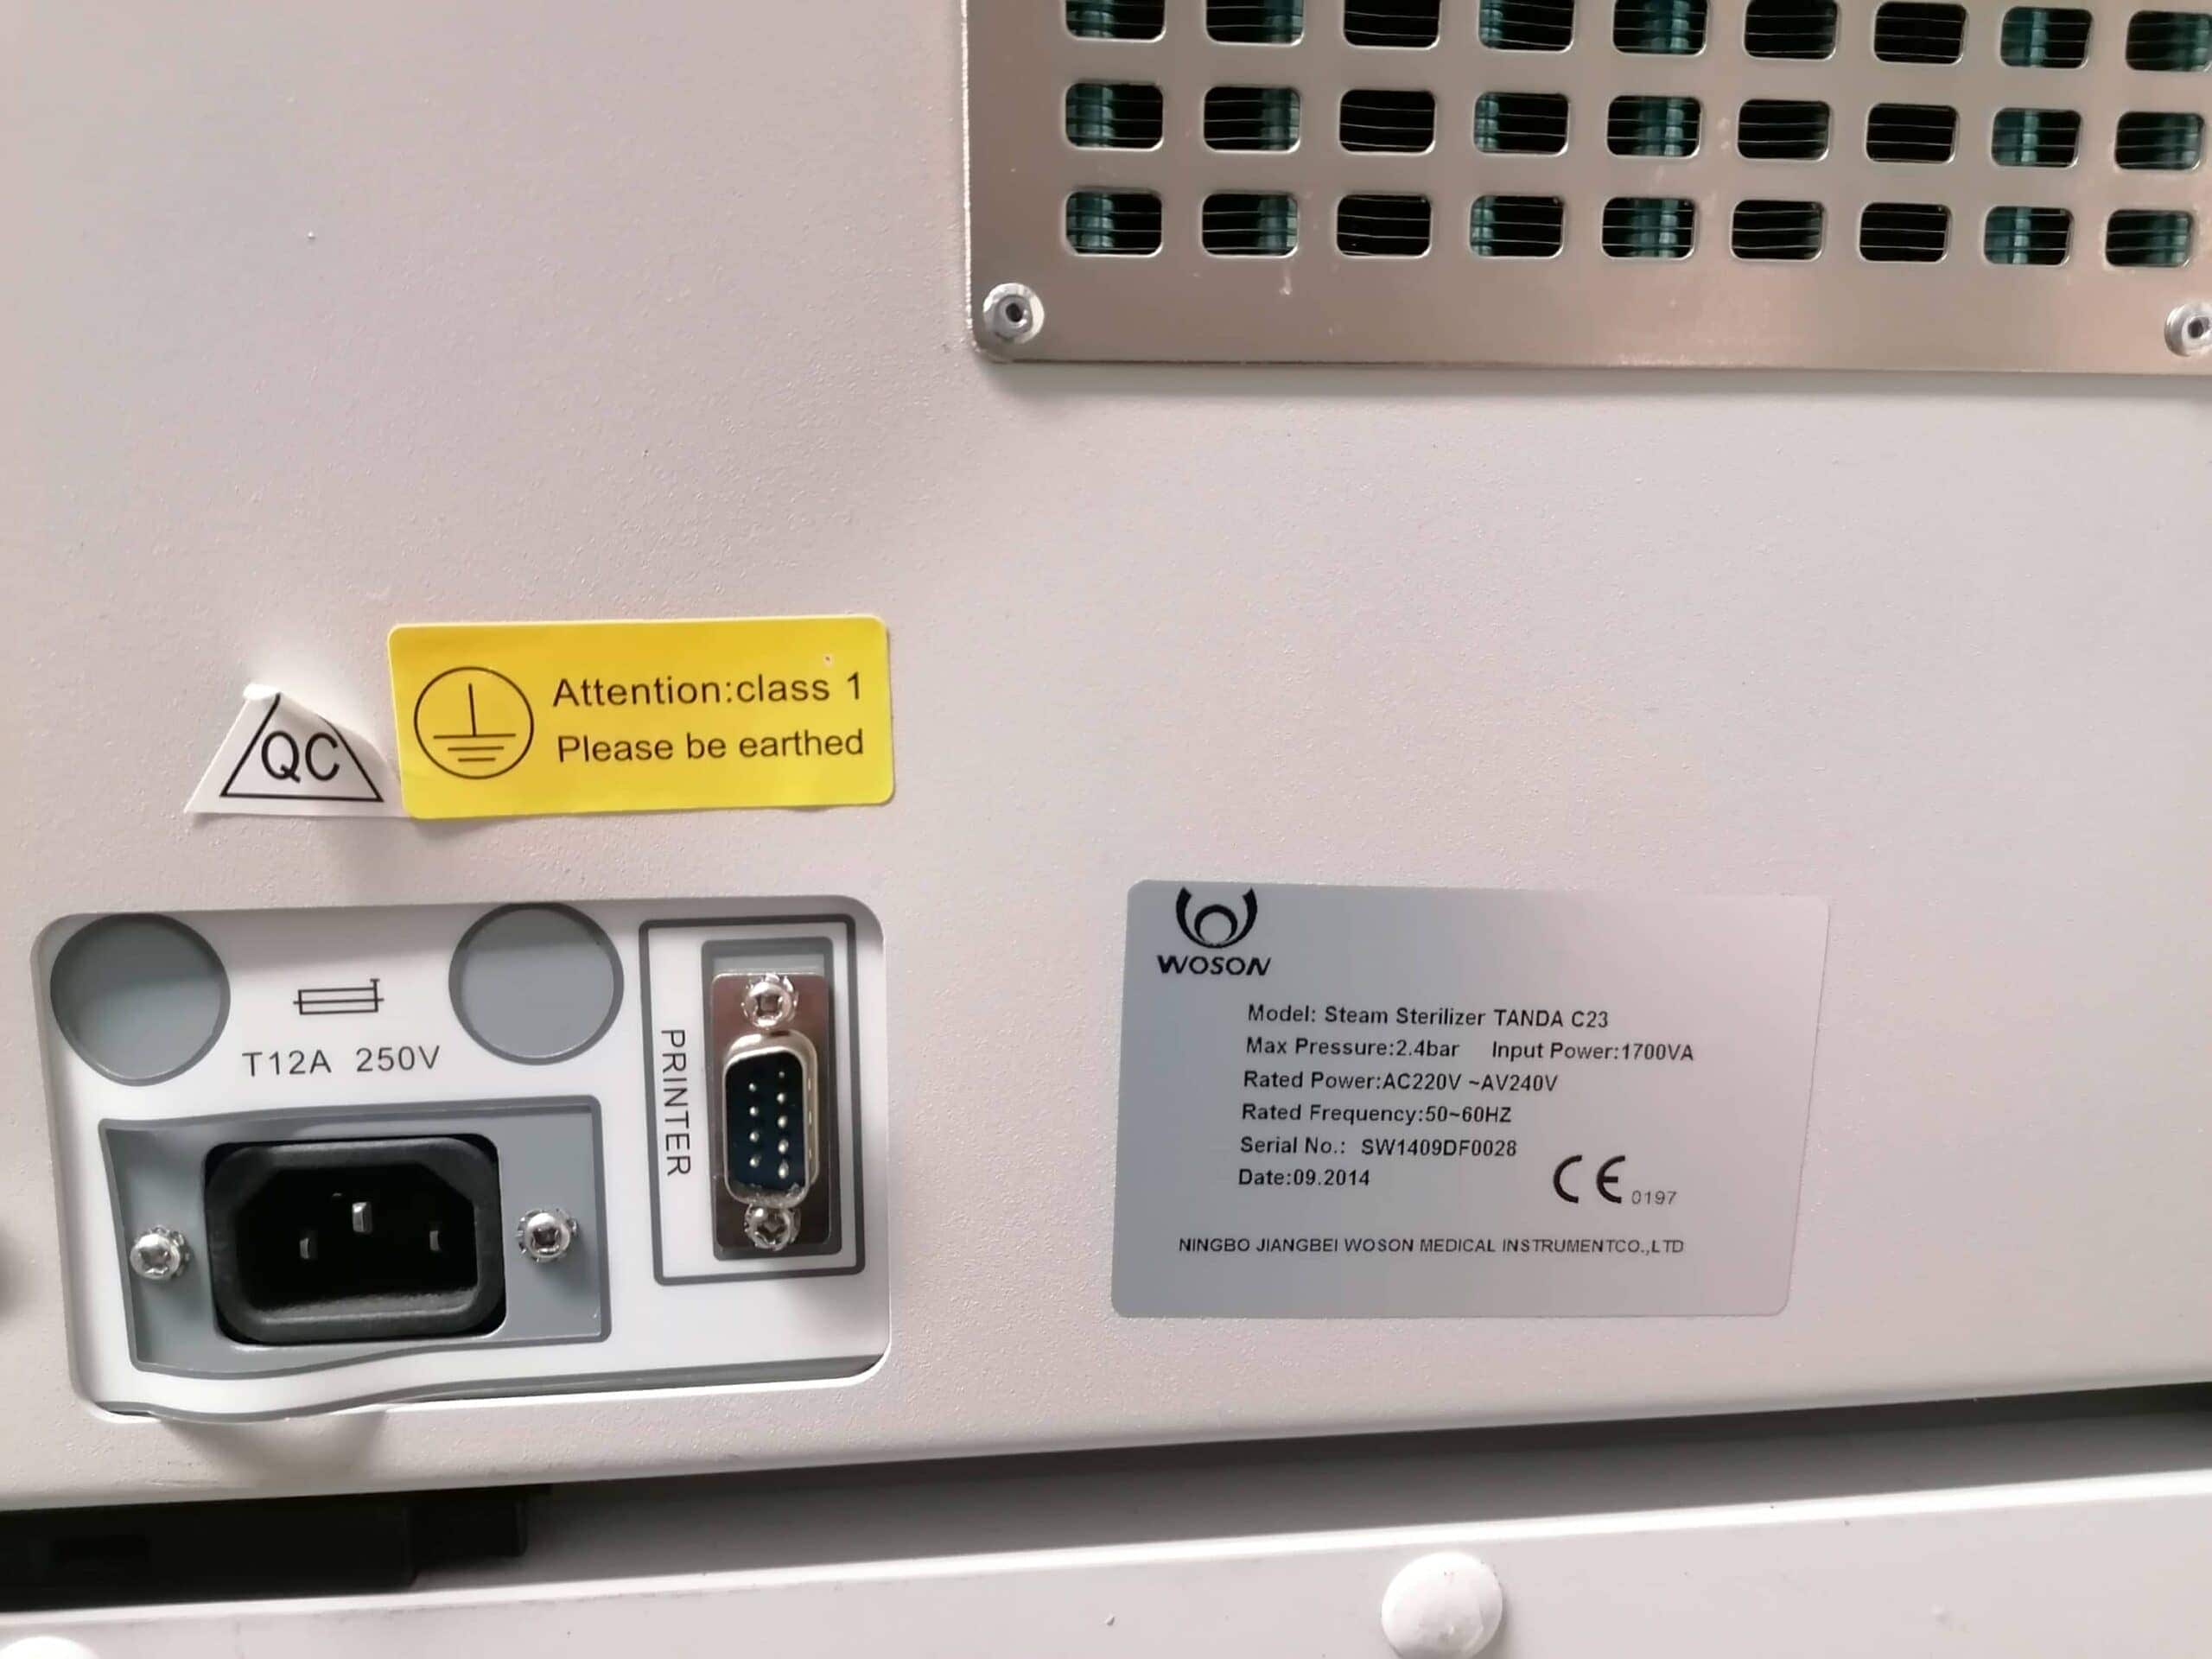 Attention:class 1
Please be earthed
QC
T12A 250V
PRINTER
WOSON
Model: Steam Sterilizer TANDA C23
Max Pressure:2.4bar Input Power:1700VA
Rated Power:AC220V ~AV240V
Rated Frequency:50~60HZ
Serial No.: SW1409DF0028
Date:09.2014
CE 0197
NINGBO JIANGBEI WOSON MEDICAL INSTRUMENTCO.,LTD